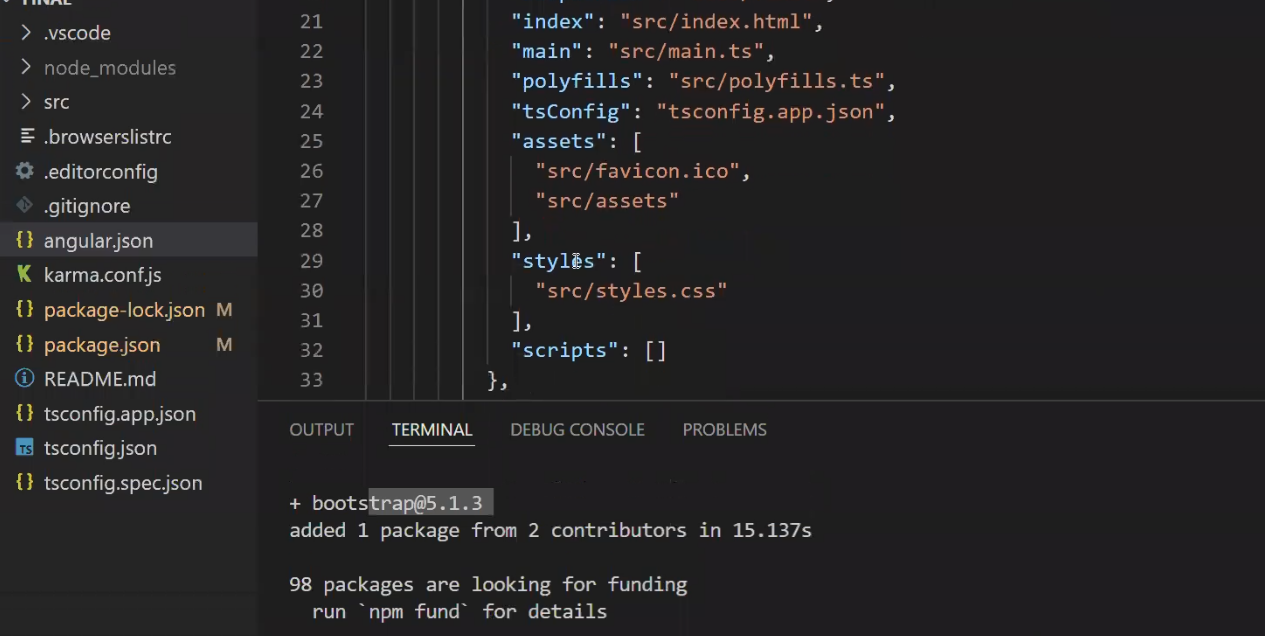 FINAL
.vscode
node_modules
src
.browserslistrc
.editorconfig
.gitignore
angular.json
karma.conf.js
package-lock.json M
package.json M
README.md
tsconfig.app.json
tsconfig.json
tsconfig.spec.json
21 "index": "src/index.html",
22 "main": "src/main.ts",
23 "polyfills": "src/polyfills.ts",
24 "tsConfig": "tsconfig.app.json",
25 "assets": [
26 "src/favicon.ico",
27 "src/assets"
28 ],
29 "styles": [
30 "src/styles.css"
31 ],
32 "scripts": []
33 },
OUTPUT TERMINAL DEBUG CONSOLE PROBLEMS
+ bootstrap@5.1.3
added 1 package from 2 contributors in 15.137s
98 packages are looking for funding
run `npm fund` for details